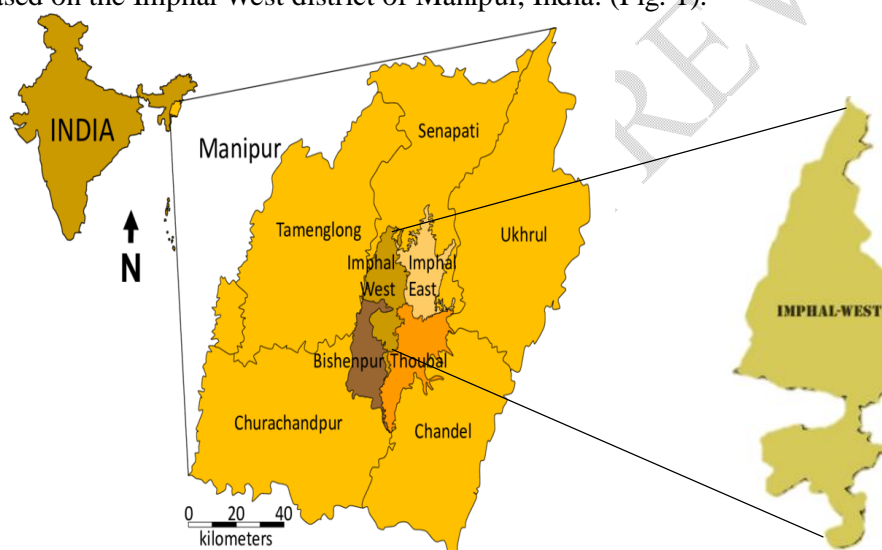 ased on the Imphal West district of Manipur, India. (Fig. 1).
REV
INDIA
Manipur
Senapati
Tamenglong
Ukhrul
Imphal West
Imphal East
N
IMPHAL-WEST
Bishenpur
Thoubal
Churachandpur
Chandel
0 20 40
kilometers